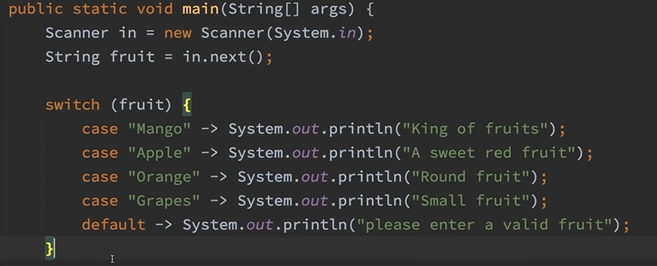 public static void main(String[] args) {
    Scanner in = new Scanner(System.in);
    String fruit = in.next();

    switch (fruit) {
        case "Mango" -> System.out.println("King of fruits");
        case "Apple" -> System.out.println("A sweet red fruit");
        case "Orange" -> System.out.println("Round fruit");
        case "Grapes" -> System.out.println("Small fruit");
        default -> System.out.println("please enter a valid fruit");
    }